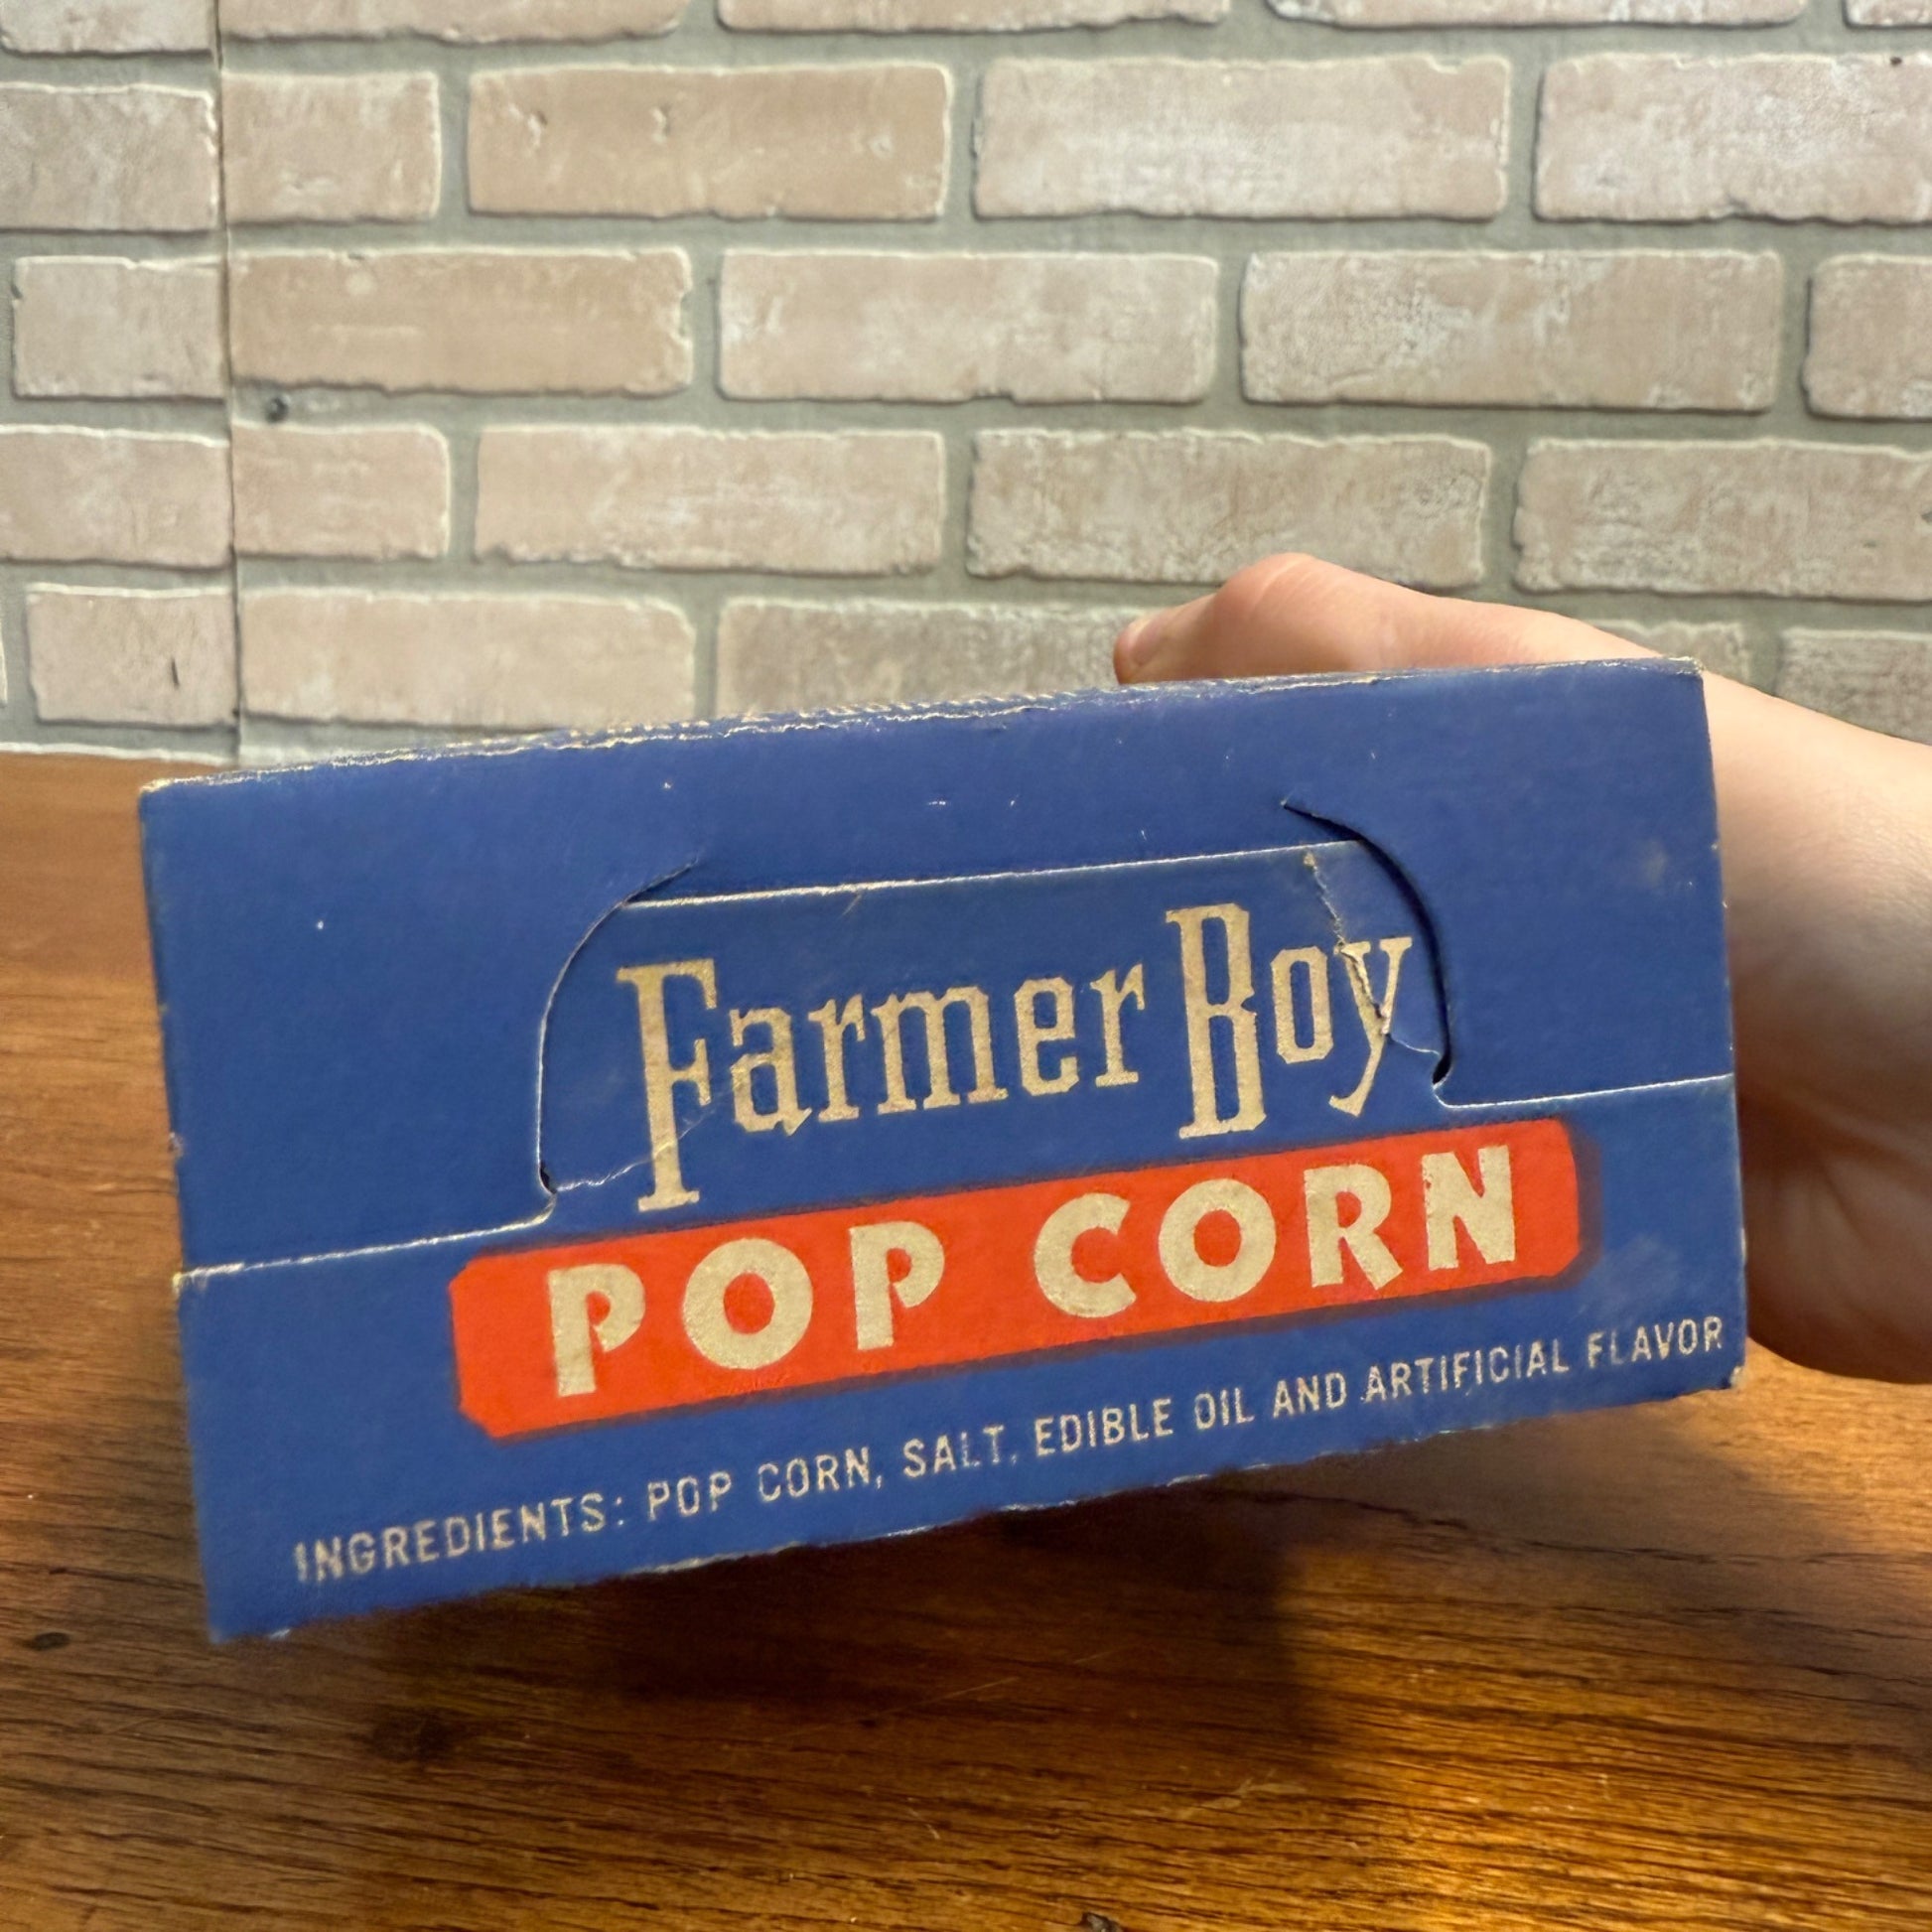 Farmer Boy
POP CORN
INGREDIENTS: POP CORN, SALT, EDIBLE OIL AND ARTIFICIAL FLAVOR